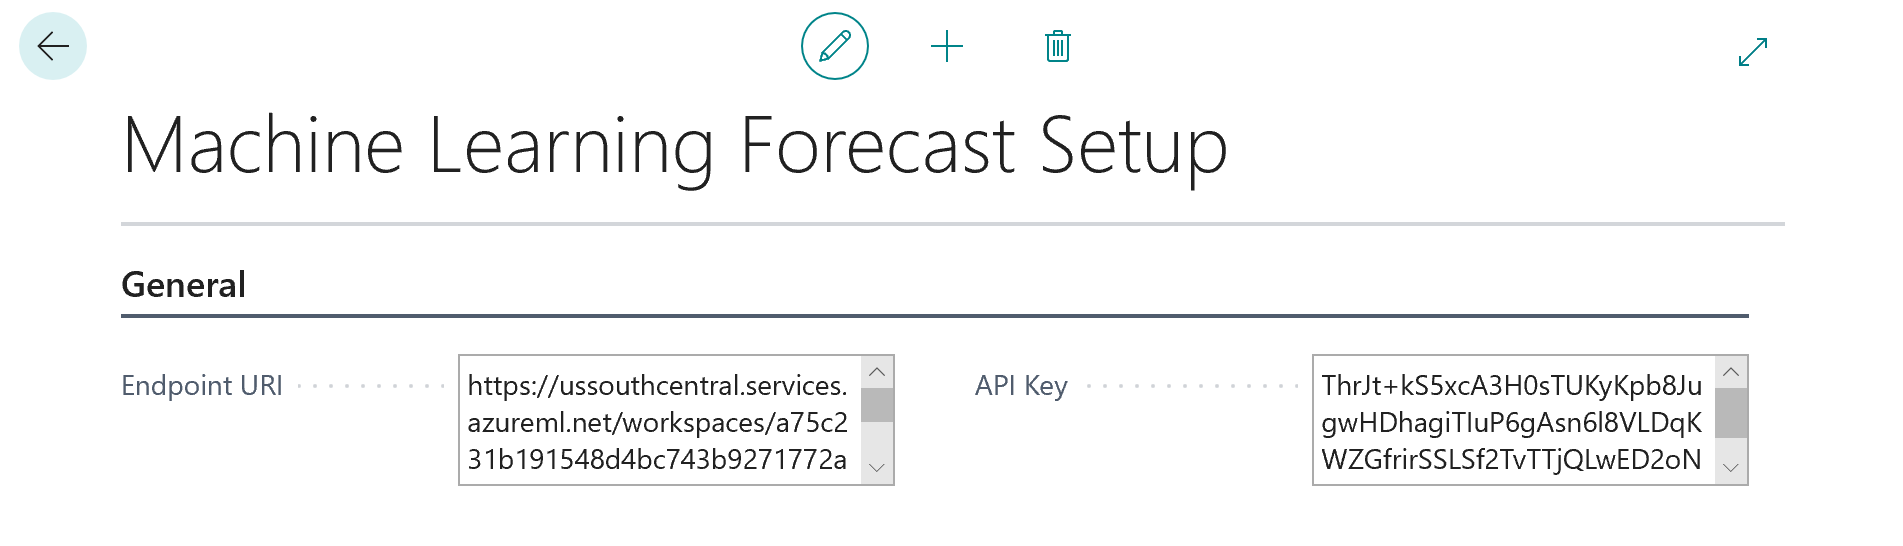 Machine Learning Forecast Setup
General
Endpoint URI
https://ussouthcentral.services.
azureml.net/workspaces/a75c2
31b191548d4bc743b9271772a
API Key
ThrJt+kS5xcA3H0sTUKyKpb8Ju
gwHDhagiTIuP6gAsn6l8VLDqK
WZGfrirSSLSf2TvTTjQLwED2oN